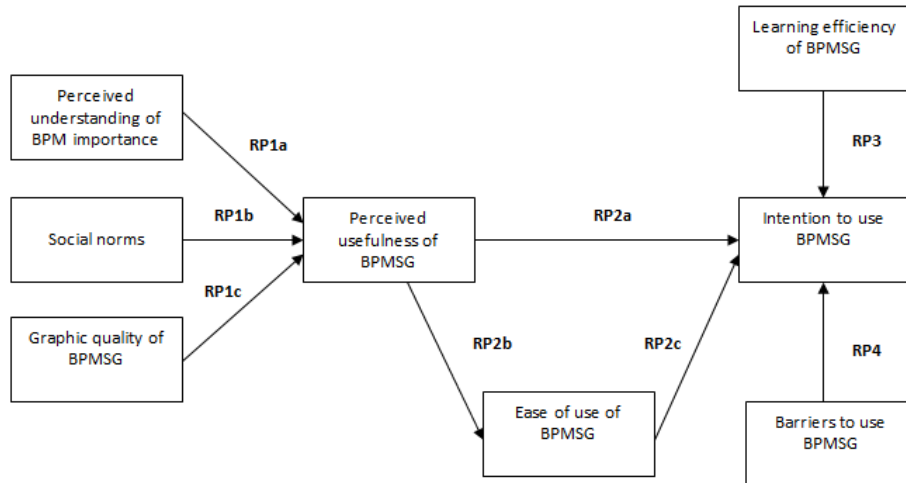 Learning efficiency
of BPMSG
Perceived
understanding of
BPM importance
RP1a
RP3
Social norms
RP1b
Perceived
usefulness of
BPMSG
RP2a
Intention to use
BPMSG
RP1c
Graphic quality of
BPMSG
RP2b
RP2c
RP4
Ease of use of
BPMSG
Barriers to use
BPMSG